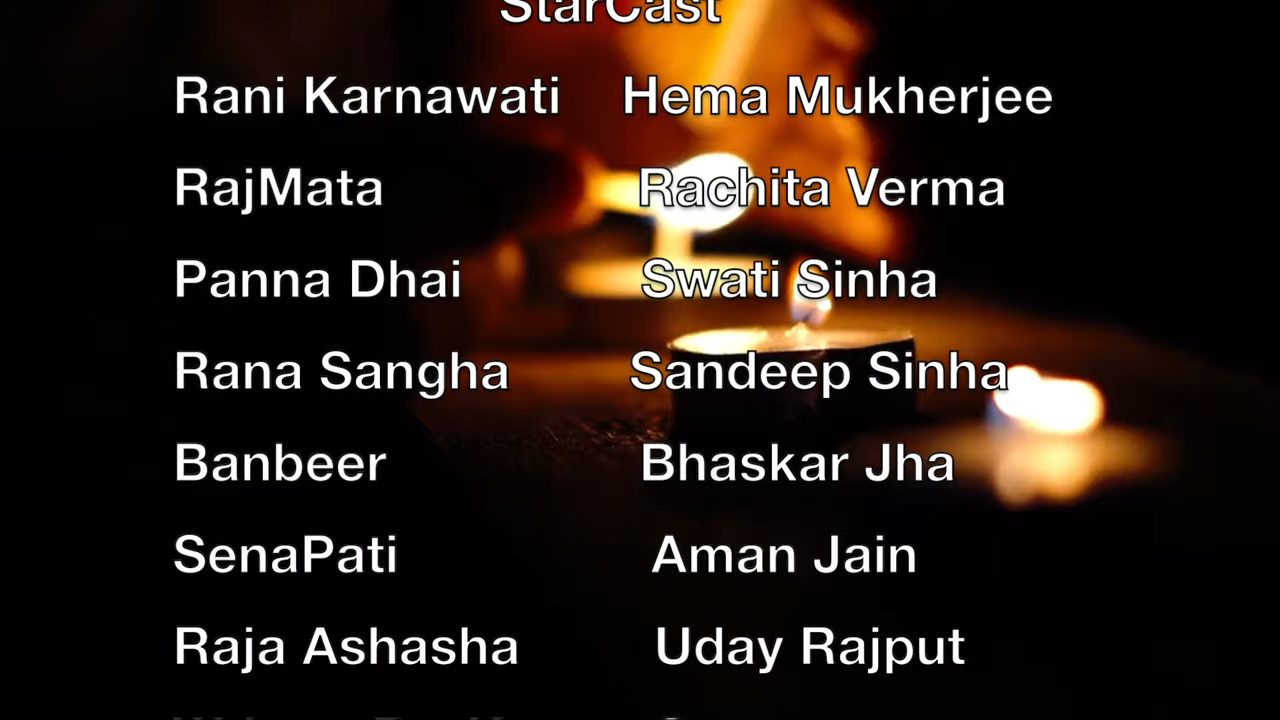 StarCast
Rani Karnawati Hema Mukherjee
RajMata Rachita Verma
Panna Dhai Swati Sinha
Rana Sangha Sandeep Sinha
Banbeer Bhaskar Jha
SenaPati Aman Jain
Raja Ashasha Uday Rajput